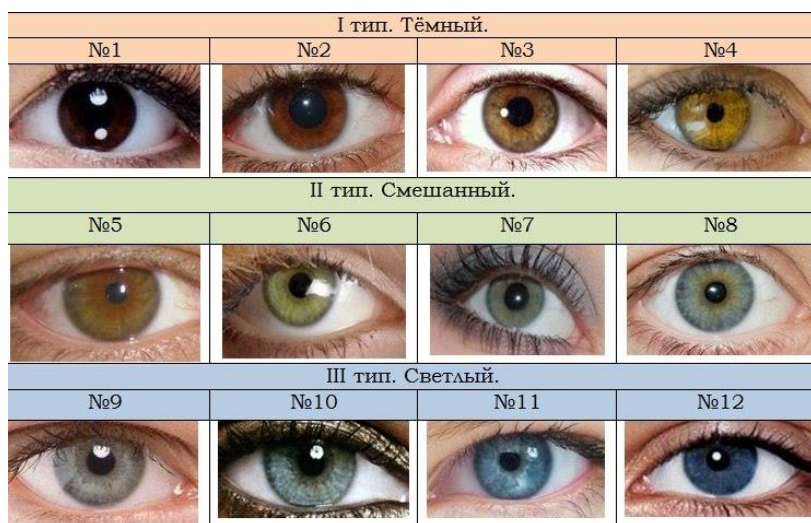 I тип. Тёмный.
№1 №2 №3 №4
II тип. Смешанный.
№5 №6 №7 №8
III тип. Светлый.
№9 №10 №11 №12